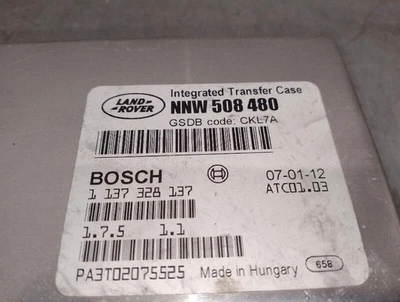 LAND-
ROVER
Integrated Transfer Case
NNW 508 480
GSDB code: CKL7A
BOSCH
07-01-12
1 137 328 137
ATC01.03
1.7.5 1.1
PA3T02075525 Made in Hungary 658